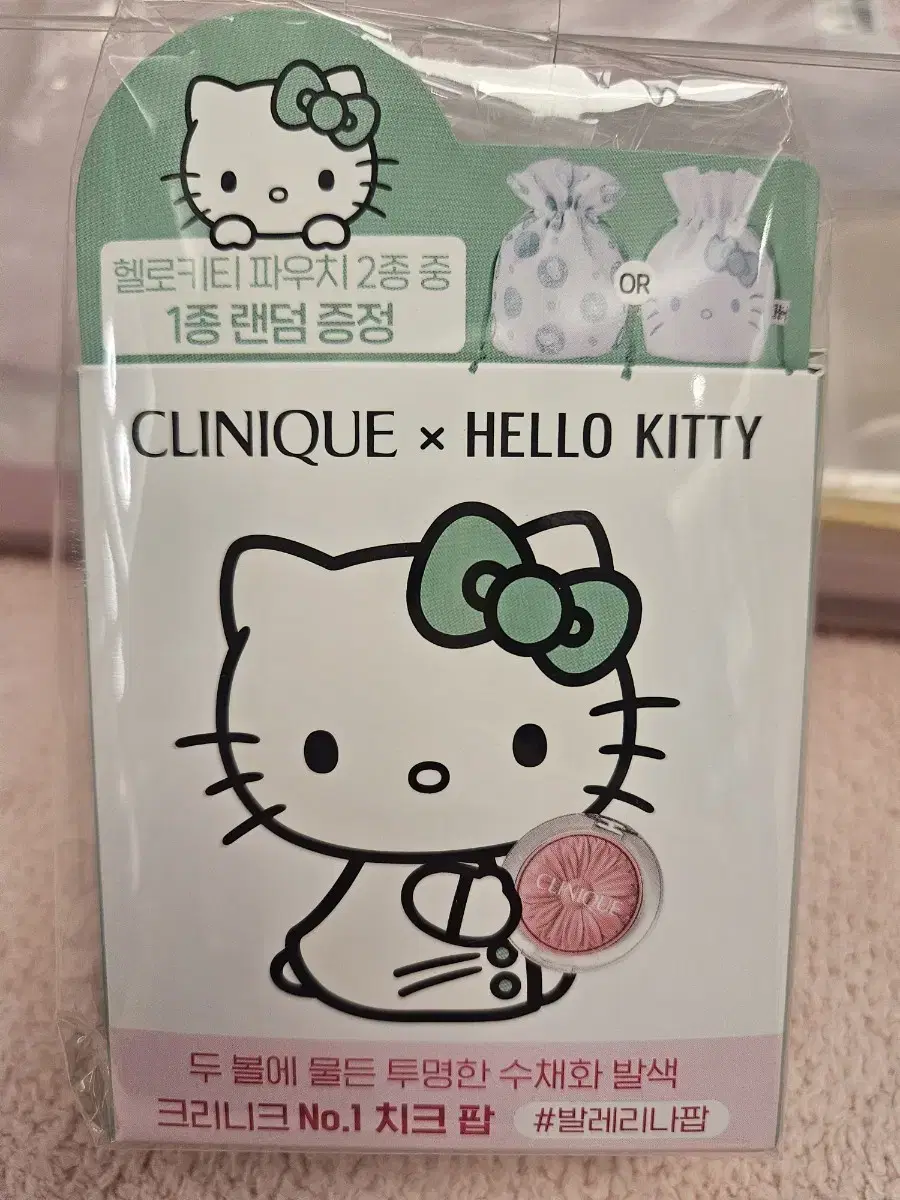 헬로키티 파우치 2종 중
1종 랜덤 증정
OR
CLINIQUE × HELLO KITTY
CLINIQUE
두 볼에 물든 투명한 수채화 발색
크리니크 No.1 치크 팝 #발레리나팝